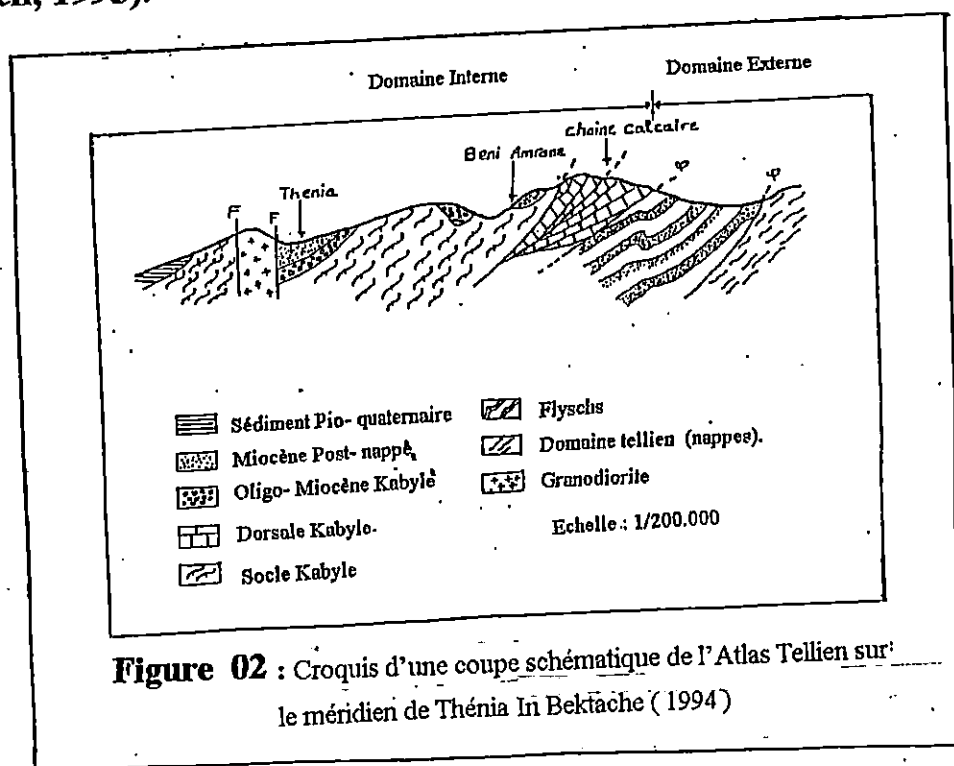 1998).
Domaine Interne Domaine Externe
chaine calcaire
Beni Amrane φ
Thenia φ
F F
Sédiment Pio- quaternaire
Miocène Post- nappe
Oligo- Miocène Kabyle
Dorsale Kabyle.
Socle Kabyle
Flyschs
Domaine tellien (nappes).
Granodiorite
Echelle : 1/200.000
Figure 02 : Croquis d'une coupe schématique de l'Atlas Tellien sur
le méridien de Thénia In Bektache ( 1994 )